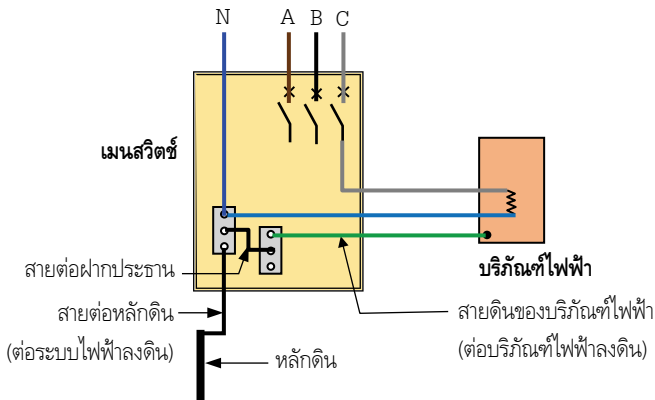 N A B C
เมนสวิตช์
สายต่อฝากประธาน
บริภัณฑ์ไฟฟ้า
สายต่อหลักดิน
(ต่อระบบไฟฟ้าลงดิน)
สายดินของบริภัณฑ์ไฟฟ้า
(ต่อบริภัณฑ์ไฟฟ้าลงดิน)
หลักดิน